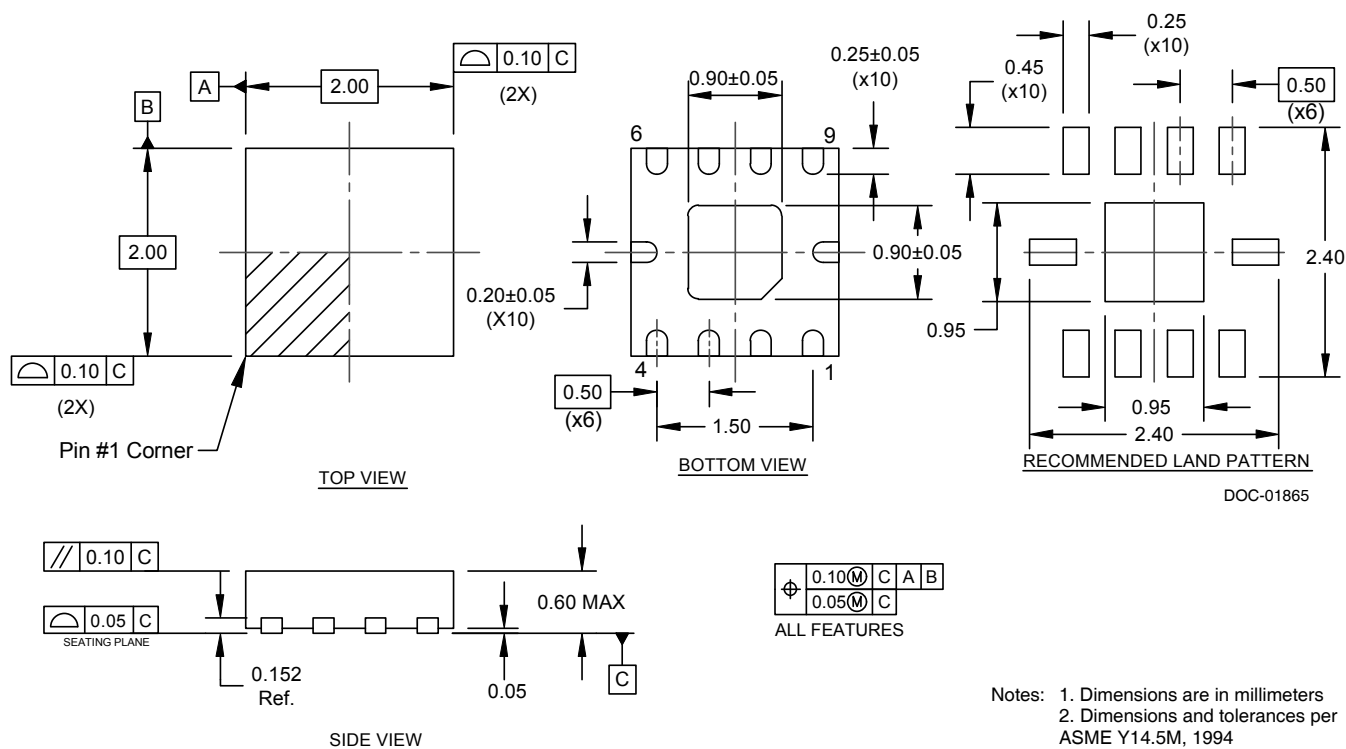 A
2.00
0.10 C
(2X)
B
2.00
0.10 C
(2X)
Pin #1 Corner
TOP VIEW
0.90±0.05
0.25±0.05
(x10)
6
9
0.90±0.05
0.20±0.05
(X10)
4
1
0.50
(x6)
1.50
BOTTOM VIEW
0.25
(x10)
0.45
(x10)
0.50
(x6)
2.40
0.95
0.95
2.40
RECOMMENDED LAND PATTERN
DOC-01865
// 0.10 C
0.05 C
SEATING PLANE
0.152
Ref.
0.60 MAX
0.05
C
SIDE VIEW
0.10Ⓜ C A B
0.05Ⓜ C
ALL FEATURES
Notes: 1. Dimensions are in millimeters
2. Dimensions and tolerances per
ASME Y14.5M, 1994